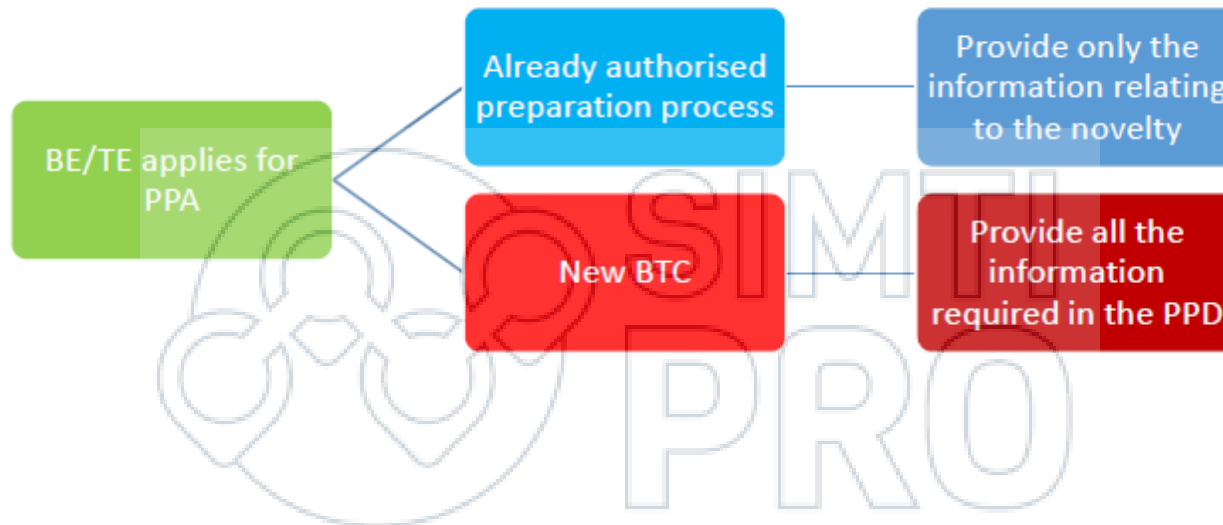 BE/TE applies for
PPA
Already authorised
preparation process
Provide only the
information relating
to the novelty
New BTC
Provide all the
information
required in the PPD
SIMTI
PRO